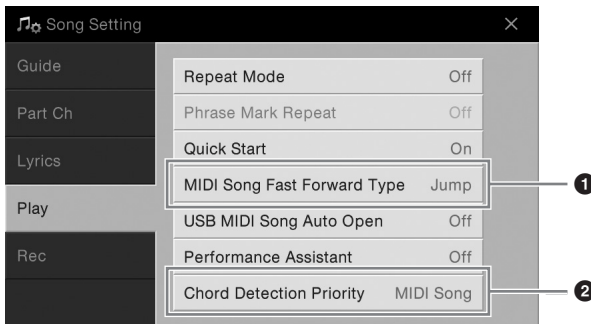 Song Setting
Guide
Part Ch
Lyrics
Play
Rec
Repeat Mode Off
Phrase Mark Repeat Off
Quick Start On
MIDI Song Fast Forward Type Jump
1
USB MIDI Song Auto Open Off
Performance Assistant Off
Chord Detection Priority MIDI Song
2